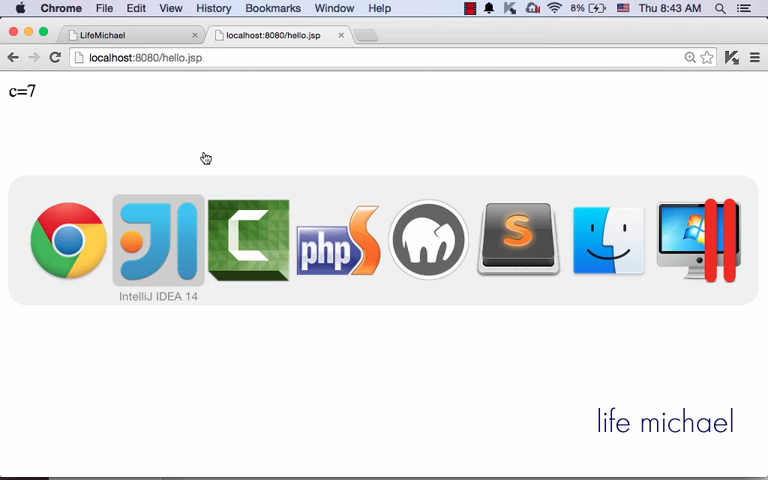 Chrome File Edit View History Bookmarks Window Help 8% Thu 8:43 AM
LifeMichael localhost:8080/hello.jsp
localhost:8080/hello.jsp
c=7
C php S S
IntelliJ IDEA 14
life michael